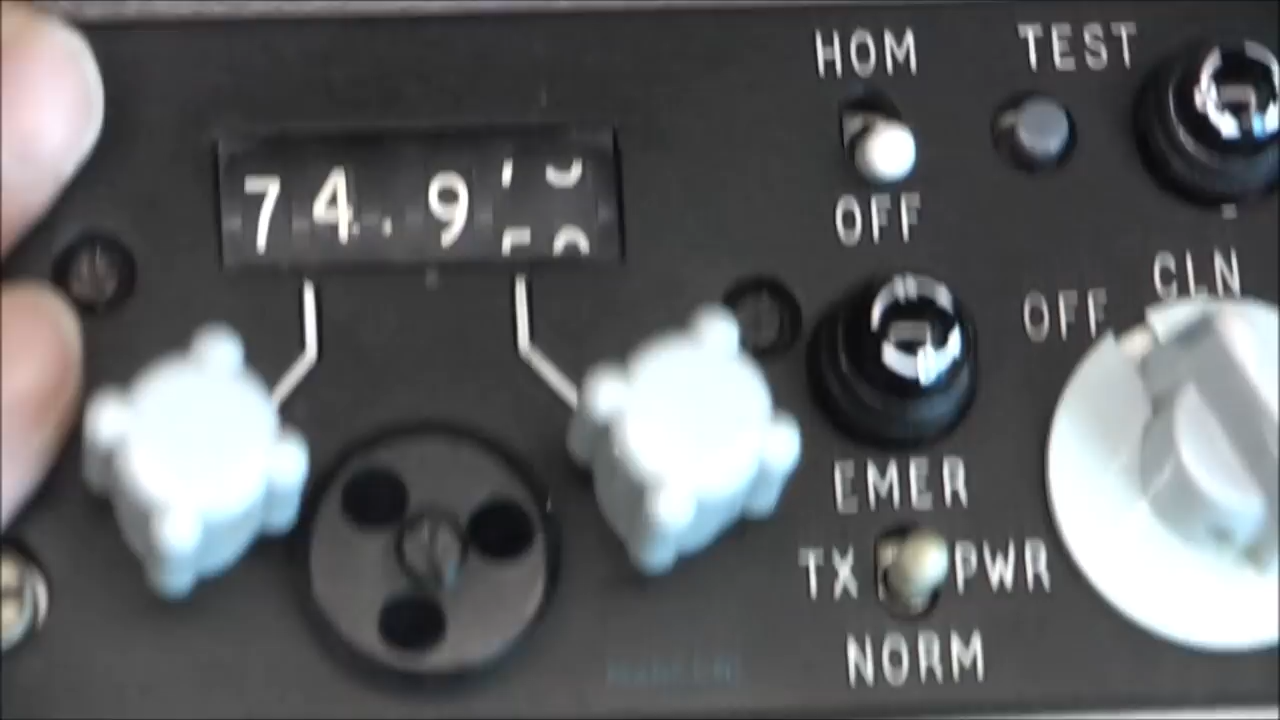 HOM
TEST
74.9
OFF
CLN
OFF
EMER
TX PWR
NORM